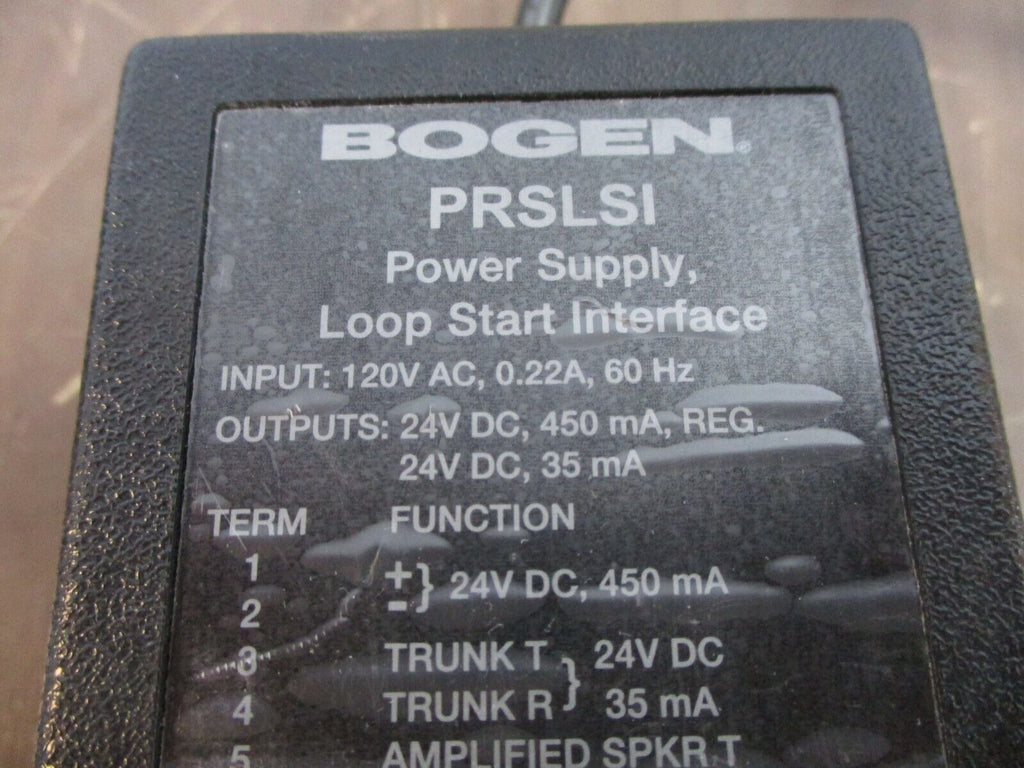 BOGEN®
PRSLSI
Power Supply,
Loop Start Interface
INPUT: 120V AC, 0.22A, 60 Hz
OUTPUTS: 24V DC, 450 mA, REG.
24V DC, 35 mA
TERM FUNCTION
1 + } 24V DC, 450 mA
2 -
3 TRUNK T } 24V DC
4 TRUNK R 35 mA
5 AMPLIFIED SPKR T